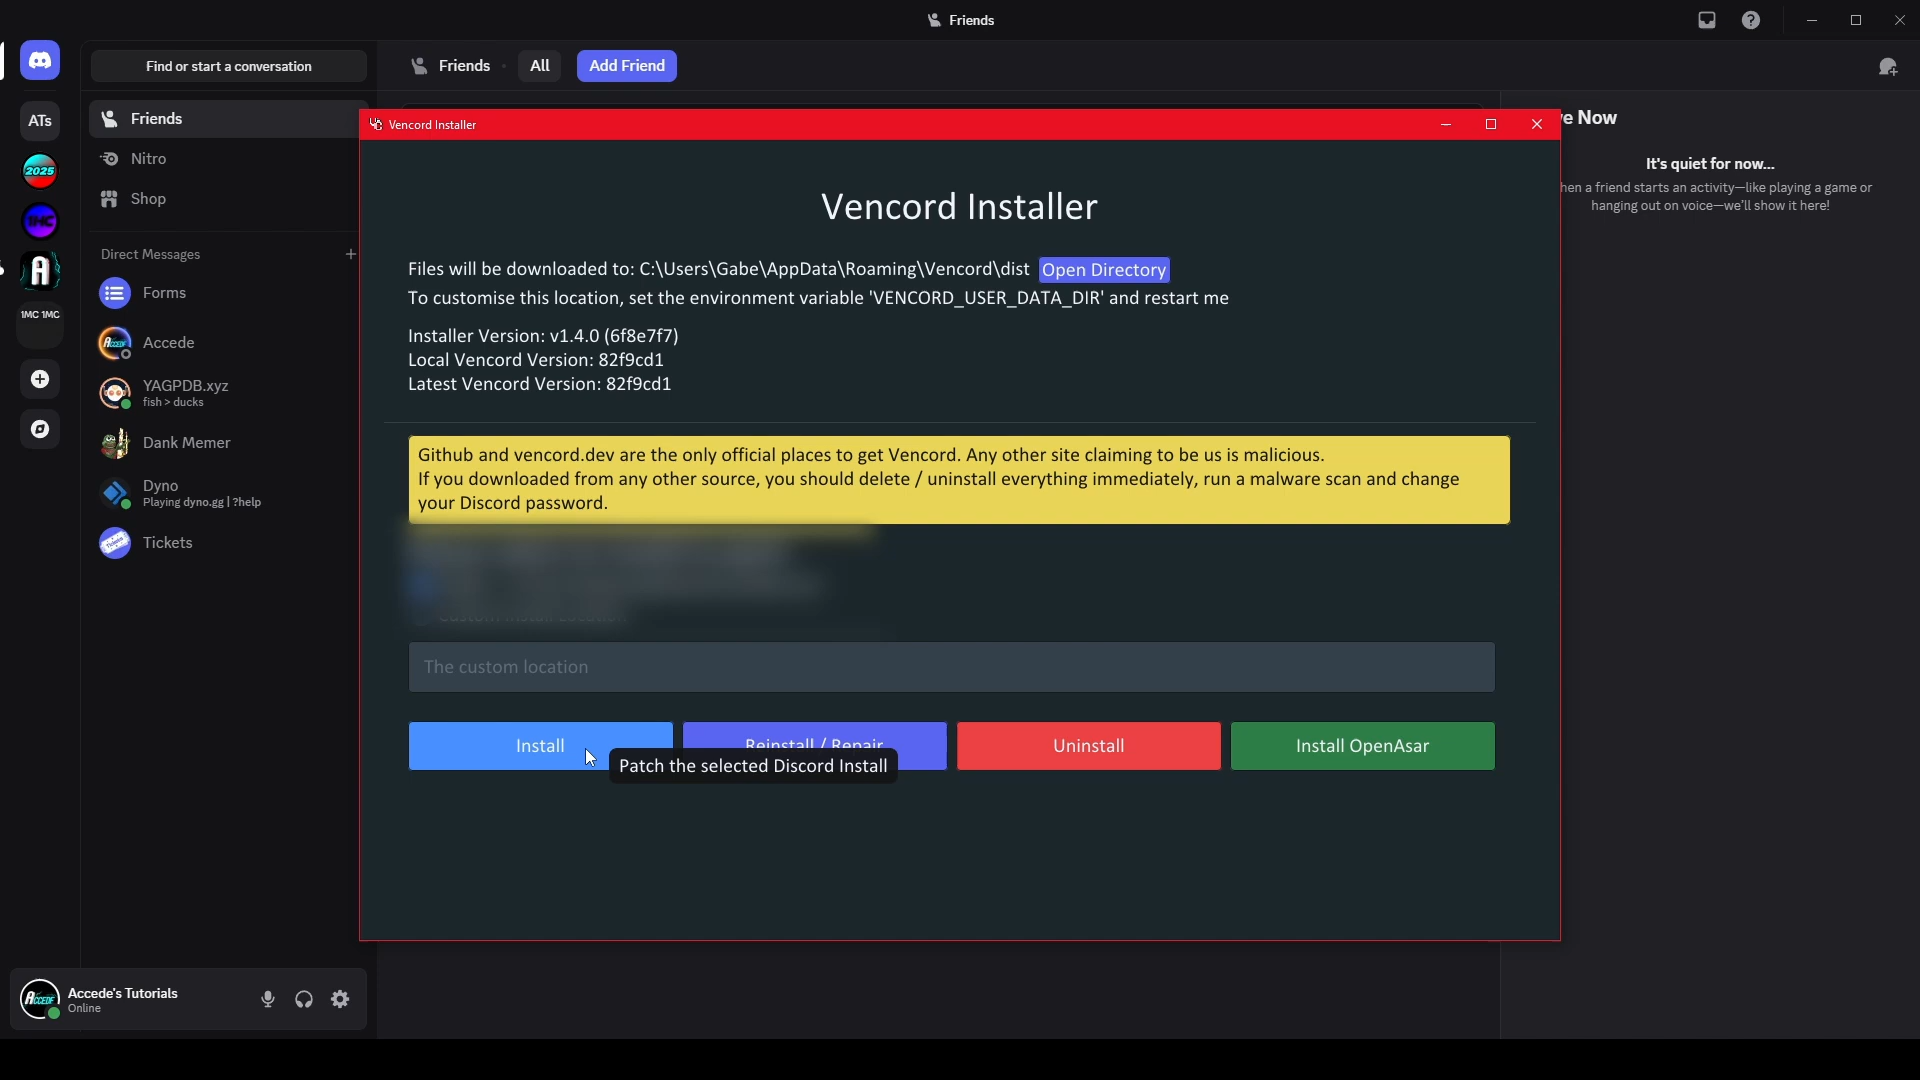 Friends
Find or start a conversation
Friends
All
Add Friend
ATs
2025
1HC
1MC 1MC
Friends
Nitro
Shop
Direct Messages
Forms
Accede
YAGPDB.xyz
fish > ducks
Dank Memer
Dyno
Playing dyno.gg | ?help
Tickets
Accede's Tutorials
Online
Vencord Installer
Vencord Installer
Files will be downloaded to: C:\Users\Gabe\AppData\Roaming\Vencord\dist Open Directory
To customise this location, set the environment variable 'VENCORD_USER_DATA_DIR' and restart me
Installer Version: v1.4.0 (6f8e7f7)
Local Vencord Version: 82f9cd1
Latest Vencord Version: 82f9cd1
Github and vencord.dev are the only official places to get Vencord. Any other site claiming to be us is malicious.
If you downloaded from any other source, you should delete / uninstall everything immediately, run a malware scan and change
your Discord password.
The custom location
Install
Reinstall / Repair
Uninstall
Install OpenAsar
Patch the selected Discord Install
e Now
It's quiet for now...
hen a friend starts an activity—like playing a game or
hanging out on voice—we'll show it here!